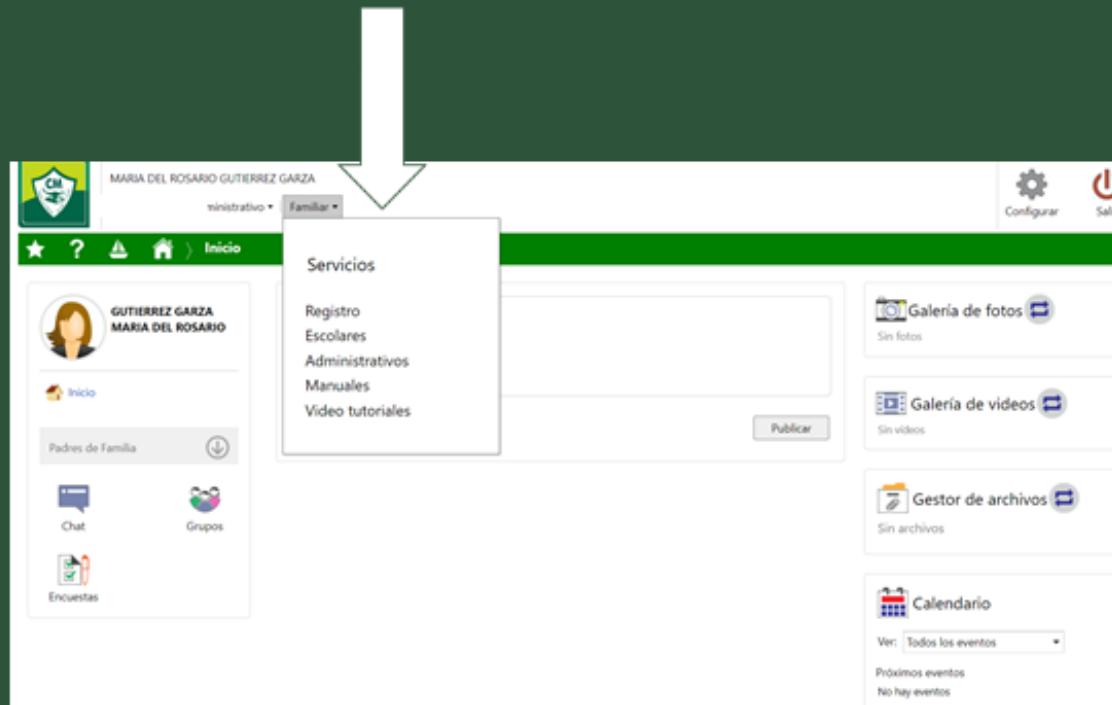 CM
MARIA DEL ROSARIO GUTIERREZ GARZA
ministrativo
Familiar
Configurar
Sal
Inicio
Servicios
Registro
Escolares
Administrativos
Manuales
Video tutoriales
GUTIERREZ GARZA
MARIA DEL ROSARIO
Inicio
Padres de Familia
Chat
Grupos
Encuestas
Publicar
Galería de fotos
Sin fotos
Galería de videos
Sin videos
Gestor de archivos
Sin archivos
Calendario
Ver: Todos los eventos
Próximos eventos
No hay eventos